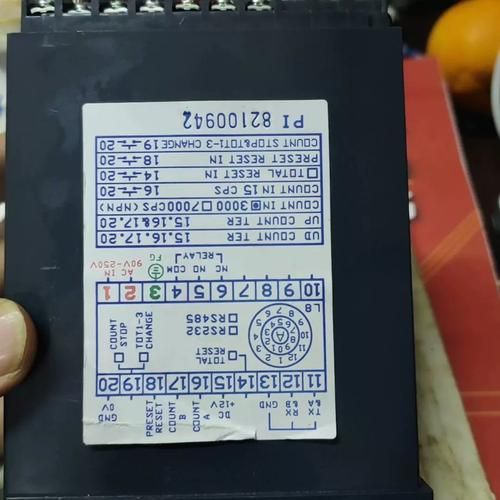 TX &A
RX &B
GND
DC +12V
COUNT A
COUNT B
PRESET RESET
GND 0V
11 12 13 14 15 16 17 18 19 20
TOTAL RESET
COUNT STOP
TOT1-3 CHANGE
RS232
RS485
L8
10 9 8 7 6 5 4 3 2 1
NC NO COM FG
RELAY
AC IN
90V-250V
UD COUNT TER 15.16.17.20
UP COUNT TER 15.16&17.20
COUNT IN 3000 7000CPS (NPN)
COUNT IN 15 CPS 16 20
TOTAL RESET IN 14 20
PRESET RESET IN 18 20
COUNT STOP&TOT1-3 CHANGE 19 20
PI 82100942